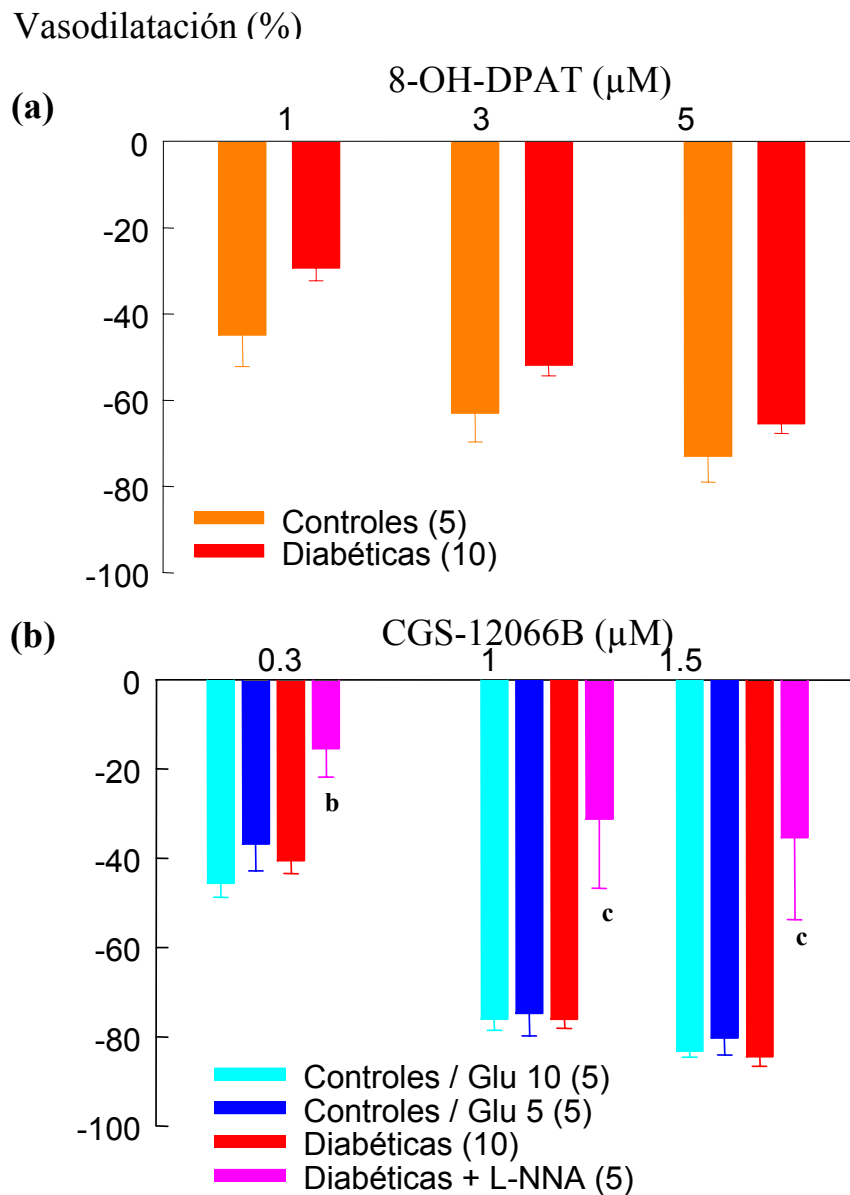 Vasodilatación (%)
8-OH-DPAT (µM)
(a)
1 3 5
0
-20
-40
-60
-80
-100
Controles (5)
Diabéticas (10)
(b)
CGS-12066B (µM)
0.3 1 1.5
0
-20
-40
-60
-80
-100
b
c
c
Controles / Glu 10 (5)
Controles / Glu 5 (5)
Diabéticas (10)
Diabéticas + L-NNA (5)